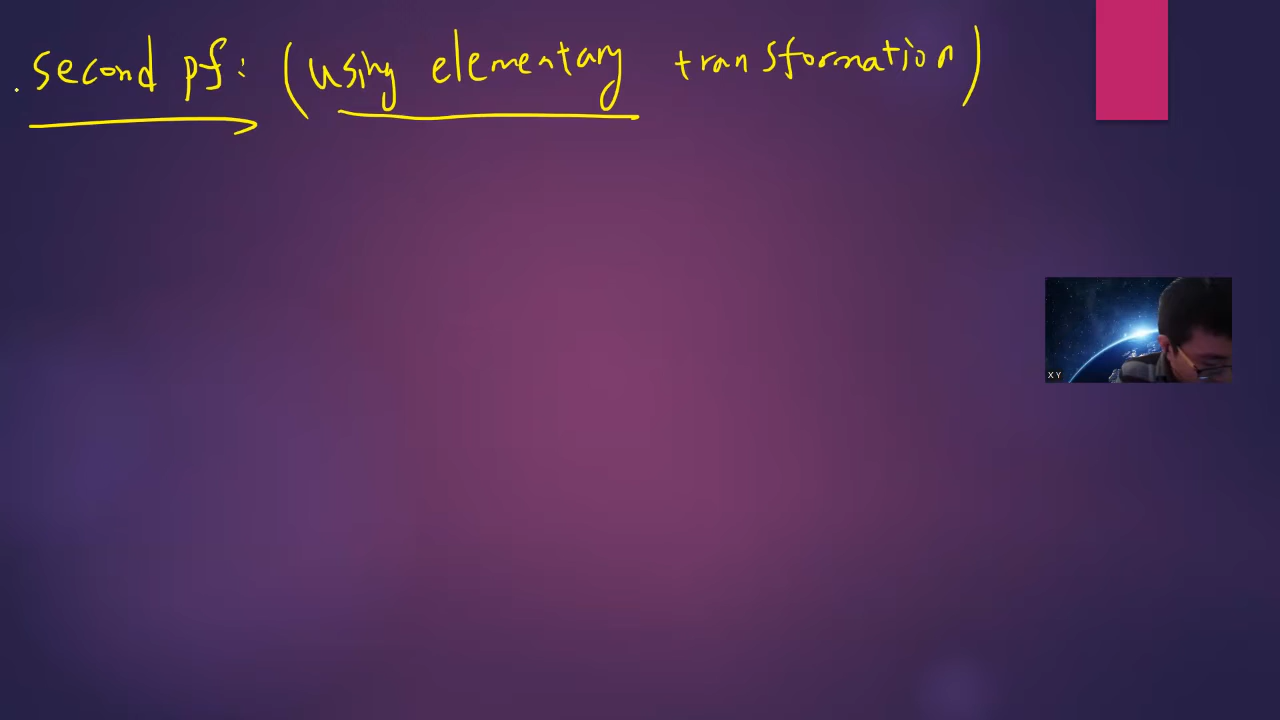 second pf: (using elementary transformation)
X Y